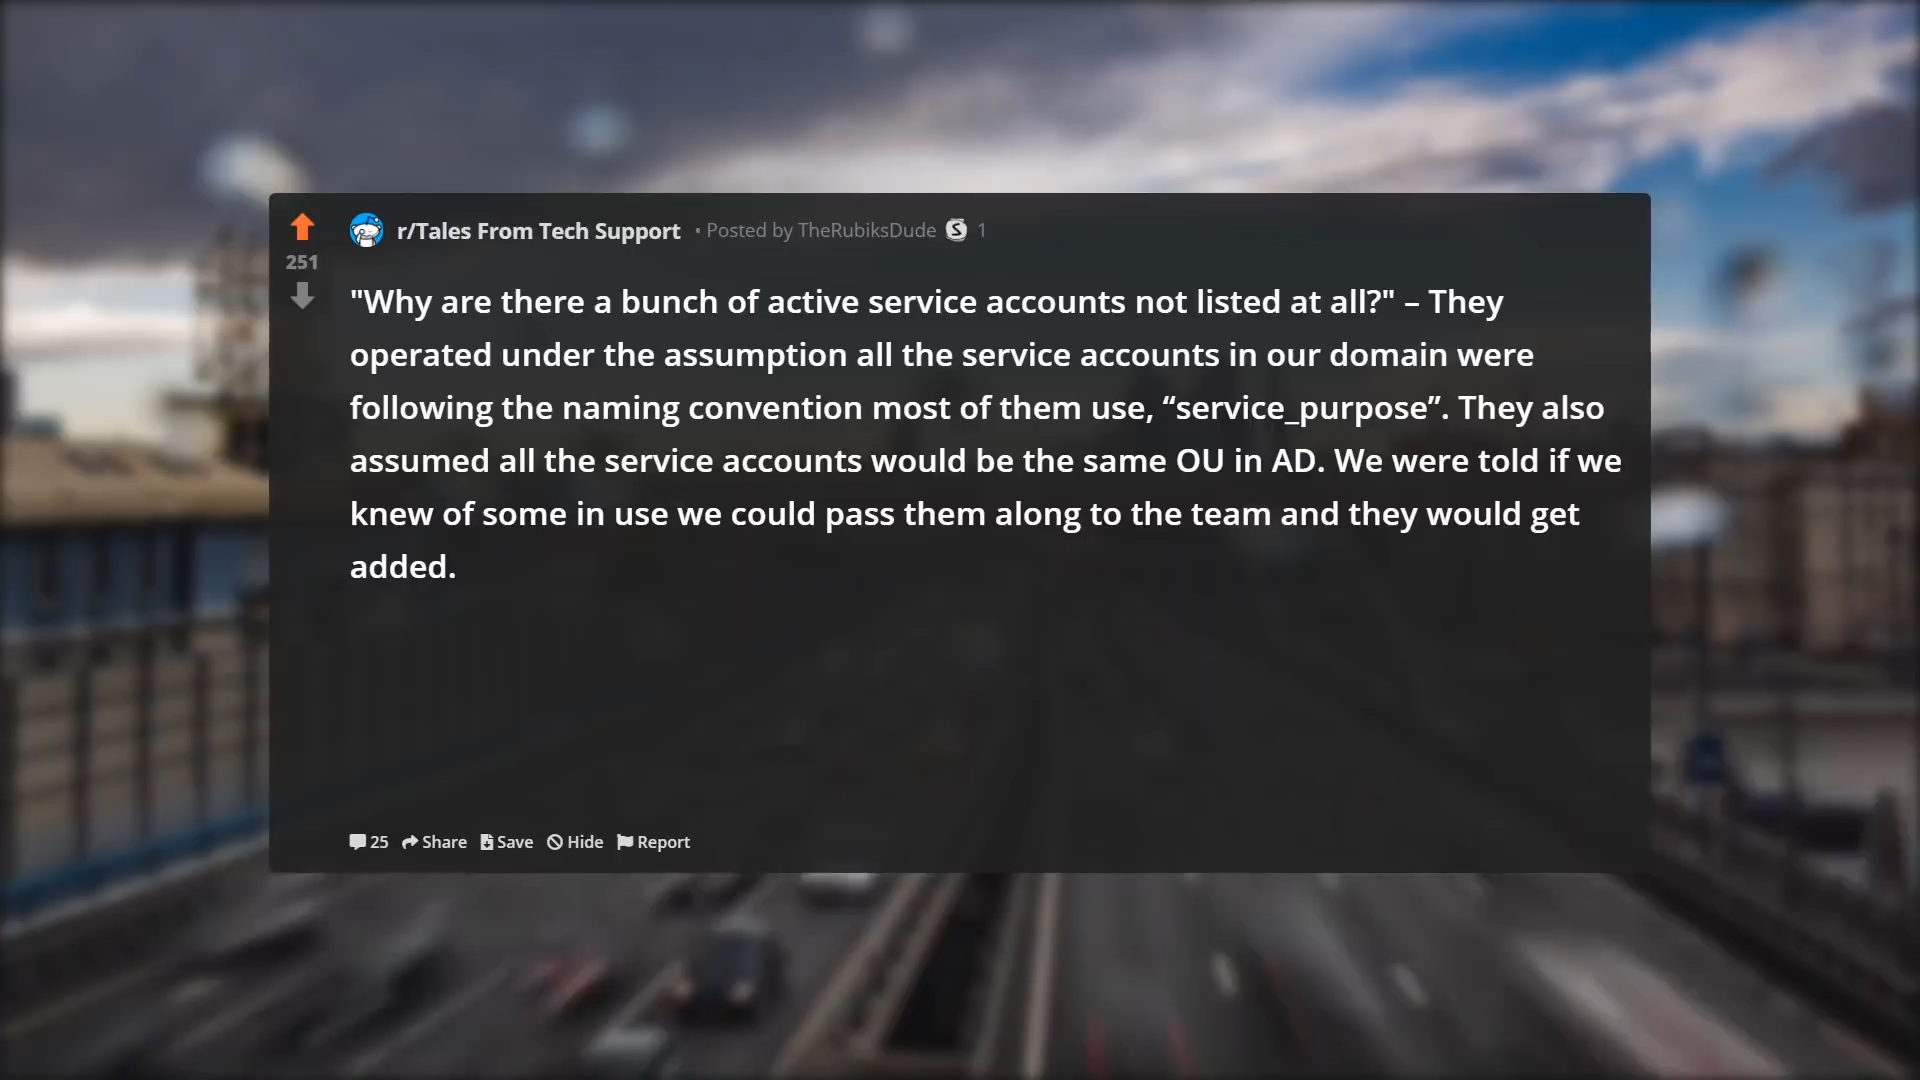 r/Tales From Tech Support • Posted by TheRubiksDude S 1
251
"Why are there a bunch of active service accounts not listed at all?" – They
operated under the assumption all the service accounts in our domain were
following the naming convention most of them use, “service_purpose”. They also
assumed all the service accounts would be the same OU in AD. We were told if we
knew of some in use we could pass them along to the team and they would get
added.
25 Share Save Hide Report